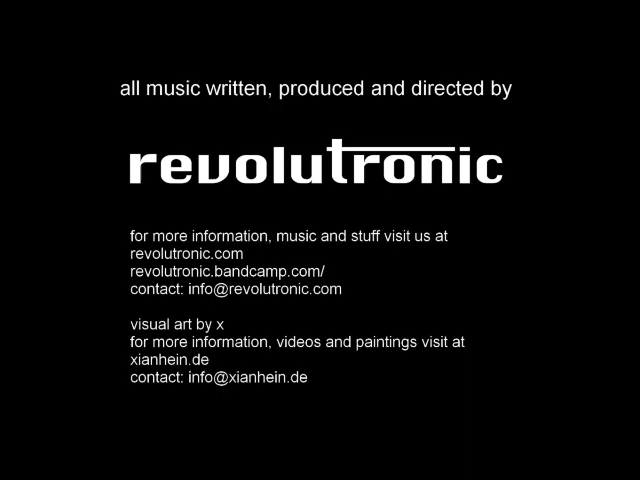 all music written, produced and directed by
revolutronic
for more information, music and stuff visit us at
revolutronic.com
revolutronic.bandcamp.com/
contact: info@revolutronic.com
visual art by x
for more information, videos and paintings visit at
xianhein.de
contact: info@xianhein.de